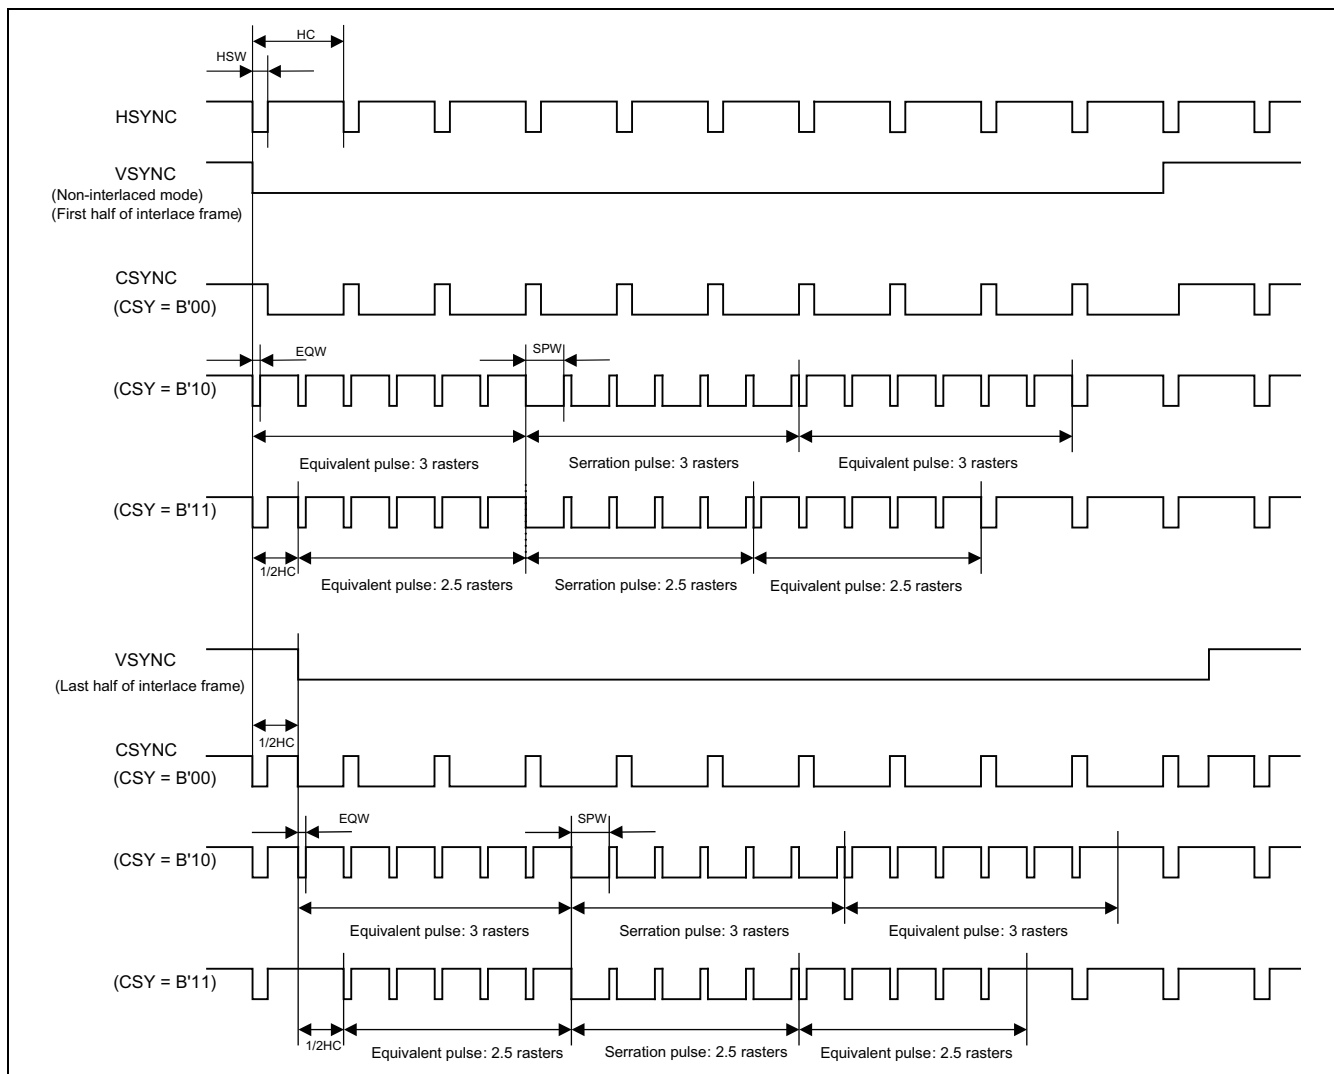 HC
HSW
HSYNC
VSYNC
(Non-interlaced mode)
(First half of interlace frame)
CSYNC
(CSY = B'00)
EQW
SPW
(CSY = B'10)
Equivalent pulse: 3 rasters
Serration pulse: 3 rasters
Equivalent pulse: 3 rasters
(CSY = B'11)
1/2HC
Equivalent pulse: 2.5 rasters
Serration pulse: 2.5 rasters
Equivalent pulse: 2.5 rasters
VSYNC
(Last half of interlace frame)
1/2HC
CSYNC
(CSY = B'00)
EQW
SPW
(CSY = B'10)
Equivalent pulse: 3 rasters
Serration pulse: 3 rasters
Equivalent pulse: 3 rasters
(CSY = B'11)
1/2HC
Equivalent pulse: 2.5 rasters
Serration pulse: 2.5 rasters
Equivalent pulse: 2.5 rasters